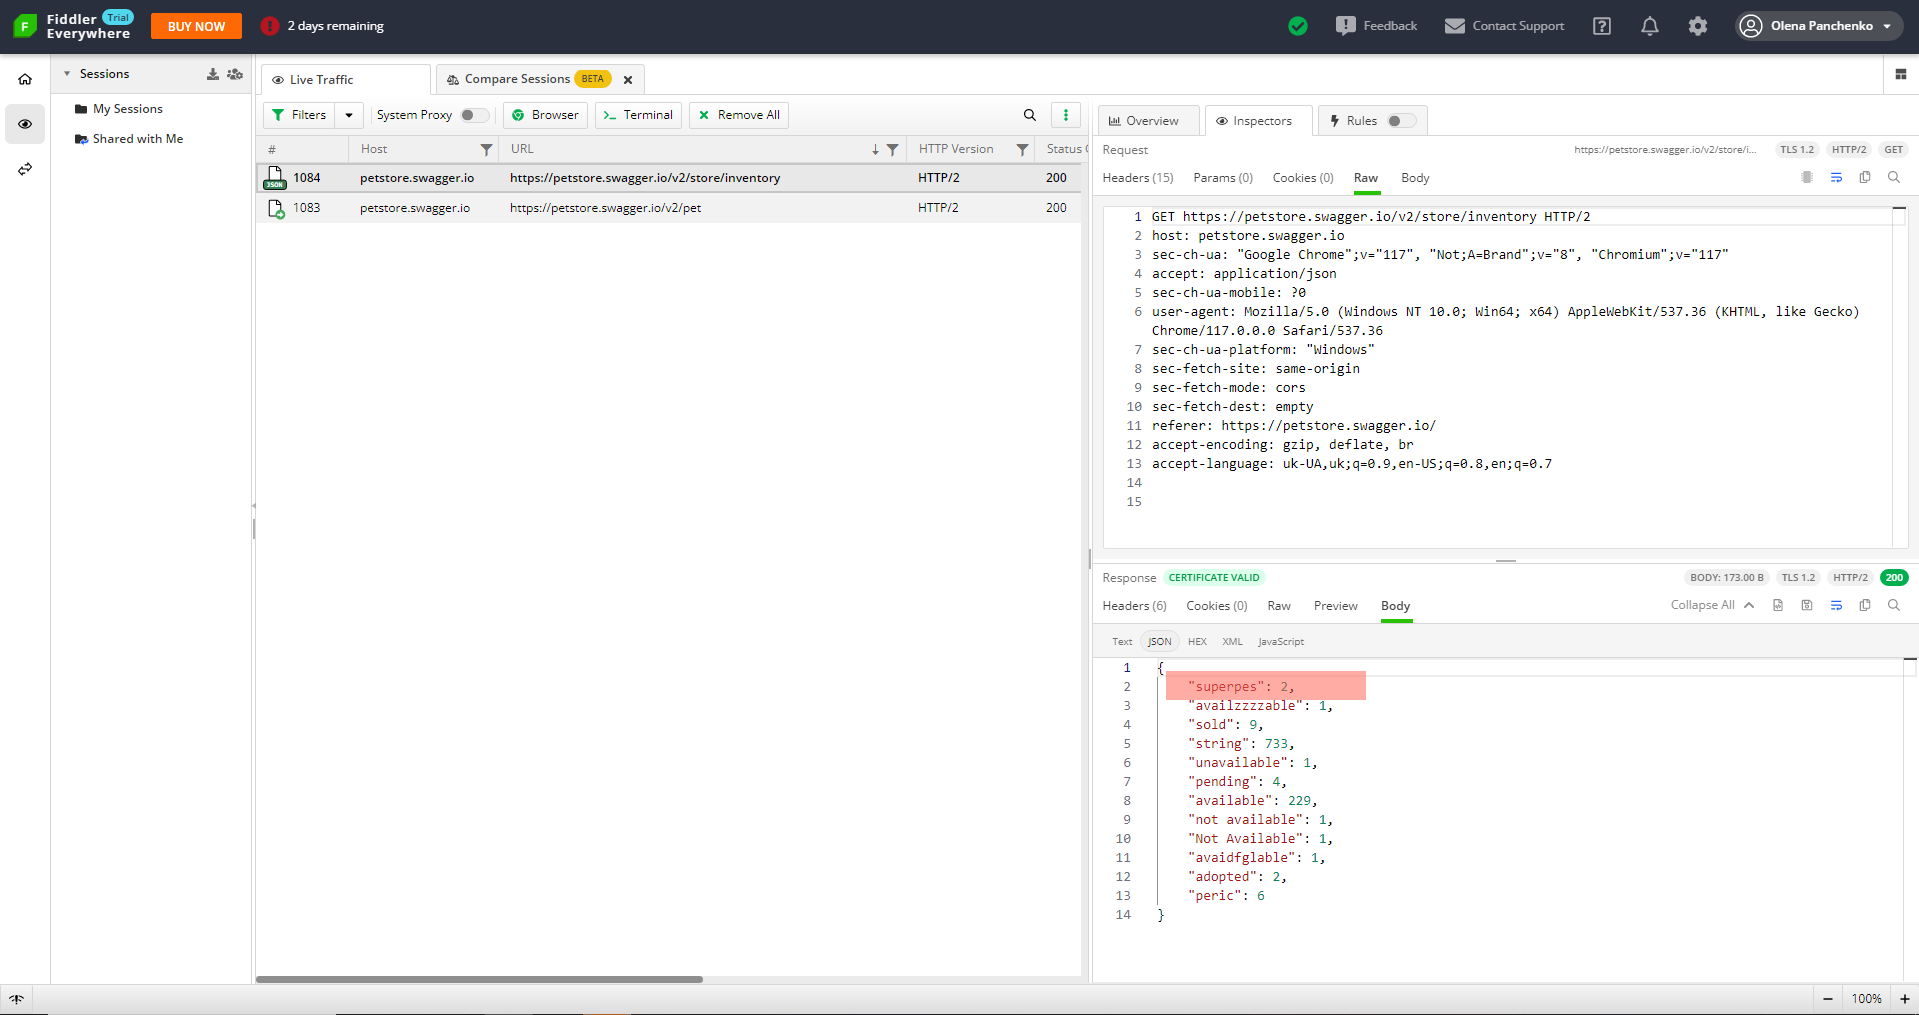 Fiddler Trial
Everywhere
BUY NOW
2 days remaining
Feedback
Contact Support
Olena Panchenko
Sessions
My Sessions
Shared with Me
Live Traffic
Compare Sessions BETA
Filters
System Proxy
Browser
Terminal
Remove All
# Host URL HTTP Version Status C
1084 petstore.swagger.io https://petstore.swagger.io/v2/store/inventory HTTP/2 200
1083 petstore.swagger.io https://petstore.swagger.io/v2/pet HTTP/2 200
Overview
Inspectors
Rules
Request https://petstore.swagger.io/v2/store/i... TLS 1.2 HTTP/2 GET
Headers (15) Params (0) Cookies (0) Raw Body
1 GET https://petstore.swagger.io/v2/store/inventory HTTP/2
2 host: petstore.swagger.io
3 sec-ch-ua: "Google Chrome";v="117", "Not;A=Brand";v="8", "Chromium";v="117"
4 accept: application/json
5 sec-ch-ua-mobile: ?0
6 user-agent: Mozilla/5.0 (Windows NT 10.0; Win64; x64) AppleWebKit/537.36 (KHTML, like Gecko)
Chrome/117.0.0.0 Safari/537.36
7 sec-ch-ua-platform: "Windows"
8 sec-fetch-site: same-origin
9 sec-fetch-mode: cors
10 sec-fetch-dest: empty
11 referer: https://petstore.swagger.io/
12 accept-encoding: gzip, deflate, br
13 accept-language: uk-UA,uk;q=0.9,en-US;q=0.8,en;q=0.7
14
15
Response CERTIFICATE VALID BODY: 173.00 B TLS 1.2 HTTP/2 200
Headers (6) Cookies (0) Raw Preview Body Collapse All
Text JSON HEX XML JavaScript
1 {
2 "superpes": 2,
3 "availzzzzable": 1,
4 "sold": 9,
5 "string": 733,
6 "unavailable": 1,
7 "pending": 4,
8 "available": 229,
9 "not available": 1,
10 "Not Available": 1,
11 "avaidfglable": 1,
12 "adopted": 2,
13 "peric": 6
14 }
100%